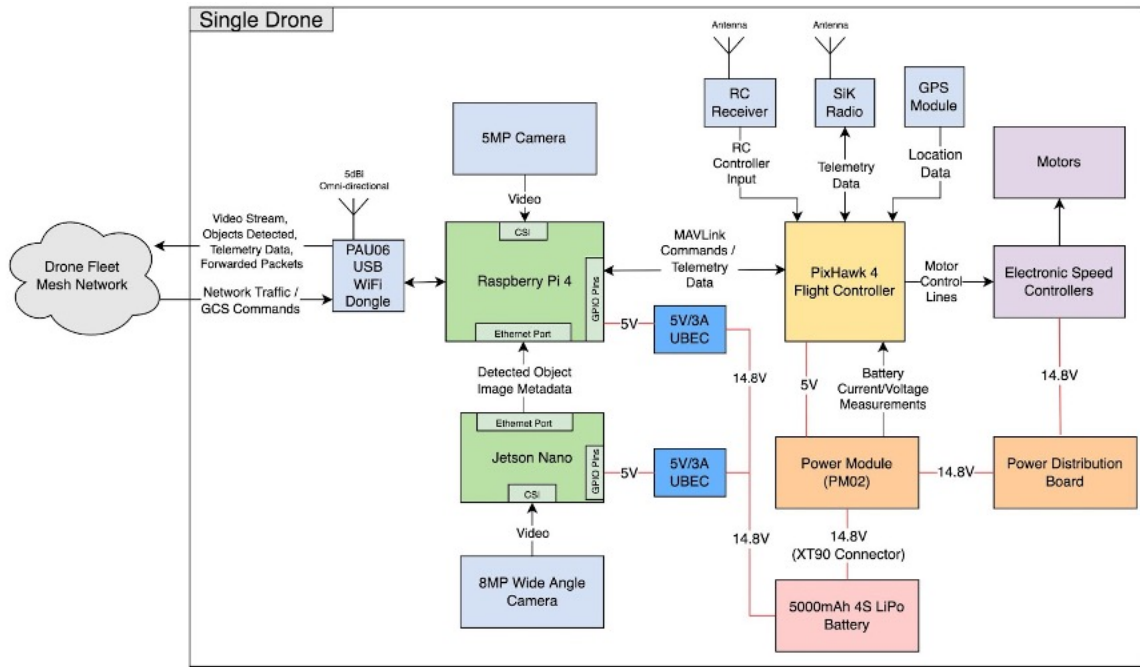 Single Drone
Antenna
Antenna
RC
Receiver
SiK
Radio
GPS
Module
5MP Camera
RC
Controller
Input
Telemetry
Data
Location
Data
Motors
5dBi
Omni-directional
Video
Video Stream,
Objects Detected,
Telemetry Data,
Forwarded Packets
Drone Fleet
Mesh Network
Network Traffic /
GCS Commands
PAU06
USB
WiFi
Dongle
CSI
Raspberry Pi 4
GPIO Pins
Ethernet Port
MAVLink
Commands /
Telemetry
Data
PixHawk 4
Flight Controller
Motor
Control
Lines
Electronic Speed
Controllers
5V
5V/3A
UBEC
14.8V
5V
Battery
Current/Voltage
Measurements
14.8V
Detected Object
Image Metadata
Ethernet Port
Jetson Nano
GPIO Pins
CSI
5V
5V/3A
UBEC
Power Module
(PM02)
14.8V
Power Distribution
Board
Video
14.8V
14.8V
(XT90 Connector)
8MP Wide Angle
Camera
5000mAh 4S LiPo
Battery